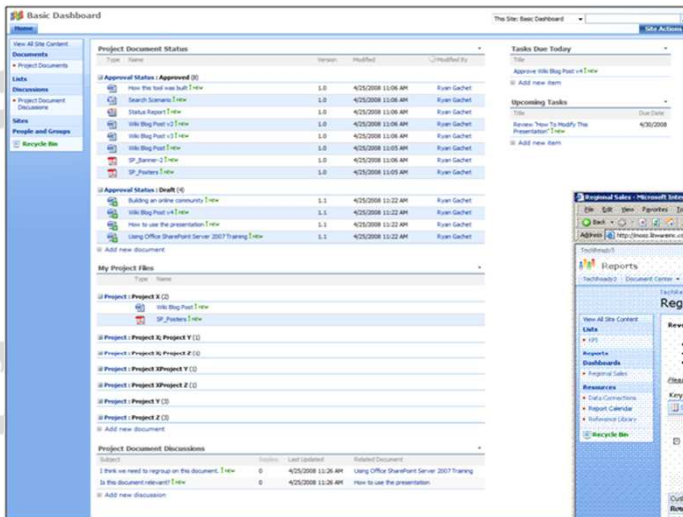 Basic Dashboard
This Site: Basic Dashboard
Home
Site Actions
View All Site Content
Documents
Project Documents
Lists
Discussions
Project Document
Discussions
Sites
People and Groups
Recycle Bin
Project Document Status
Type Name Version Modified Modified By
Approval Status : Approved (8)
How this tool was built ! NEW 1.0 4/25/2008 11:06 AM Ryan Gachet
Search Scenario ! NEW 1.0 4/25/2008 11:06 AM Ryan Gachet
Status Report ! NEW 1.0 4/25/2008 11:06 AM Ryan Gachet
Wiki Blog Post v2 ! NEW 1.0 4/25/2008 11:06 AM Ryan Gachet
Wiki Blog Post v3 ! NEW 1.0 4/25/2008 11:06 AM Ryan Gachet
Wiki Blog Post ! NEW 1.0 4/25/2008 11:05 AM Ryan Gachet
SP_Banner-2 ! NEW 1.0 4/25/2008 11:05 AM Ryan Gachet
SP_Posters ! NEW 1.0 4/25/2008 11:05 AM Ryan Gachet
Approval Status : Draft (4)
Building an online community ! NEW 1.1 4/25/2008 11:22 AM Ryan Gachet
Wiki Blog Post v4 ! NEW 1.1 4/25/2008 11:22 AM Ryan Gachet
How to use the presentation ! NEW 1.1 4/25/2008 11:22 AM Ryan Gachet
Using Office SharePoint Server 2007 Training ! NEW 1.1 4/25/2008 11:22 AM Ryan Gachet
Add new document
My Project Files
Type Name
Project : Project X (2)
Wiki Blog Post ! NEW
SP_Posters ! NEW
Project : Project X; Project Y (1)
Project : Project X; Project Z (1)
Project : Project XProject Y (1)
Project : Project XProject Z (1)
Project : Project Y (3)
Project : Project Z (3)
Add new document
Project Document Discussions
Subject Replies Last Updated Related Document
I think we need to regroup on this document. ! NEW 0 4/25/2008 11:26 AM Using Office SharePoint Server 2007 Training
Is this document relevant? ! NEW 0 4/25/2008 11:26 AM How to use the presentation
Add new discussion
Tasks Due Today
Title
Approve Wiki Blog Post v4 ! NEW
Add new item
Upcoming Tasks
Title Due Date
Review "How To Modify This 4/30/2008
Presentation" ! NEW
Add new item
Regional Sales - Microsoft Inter
File Edit View Favorites To
Back
Address
TechReady5
Reports
TechReady5 Document Center
Reg
View All Site Content
Lists
KPI
Reports
Dashboards
Regional Sales
Resources
Data Connections
Report Calendar
Reference Library
Recycle Bin
Reve
Key
Cust